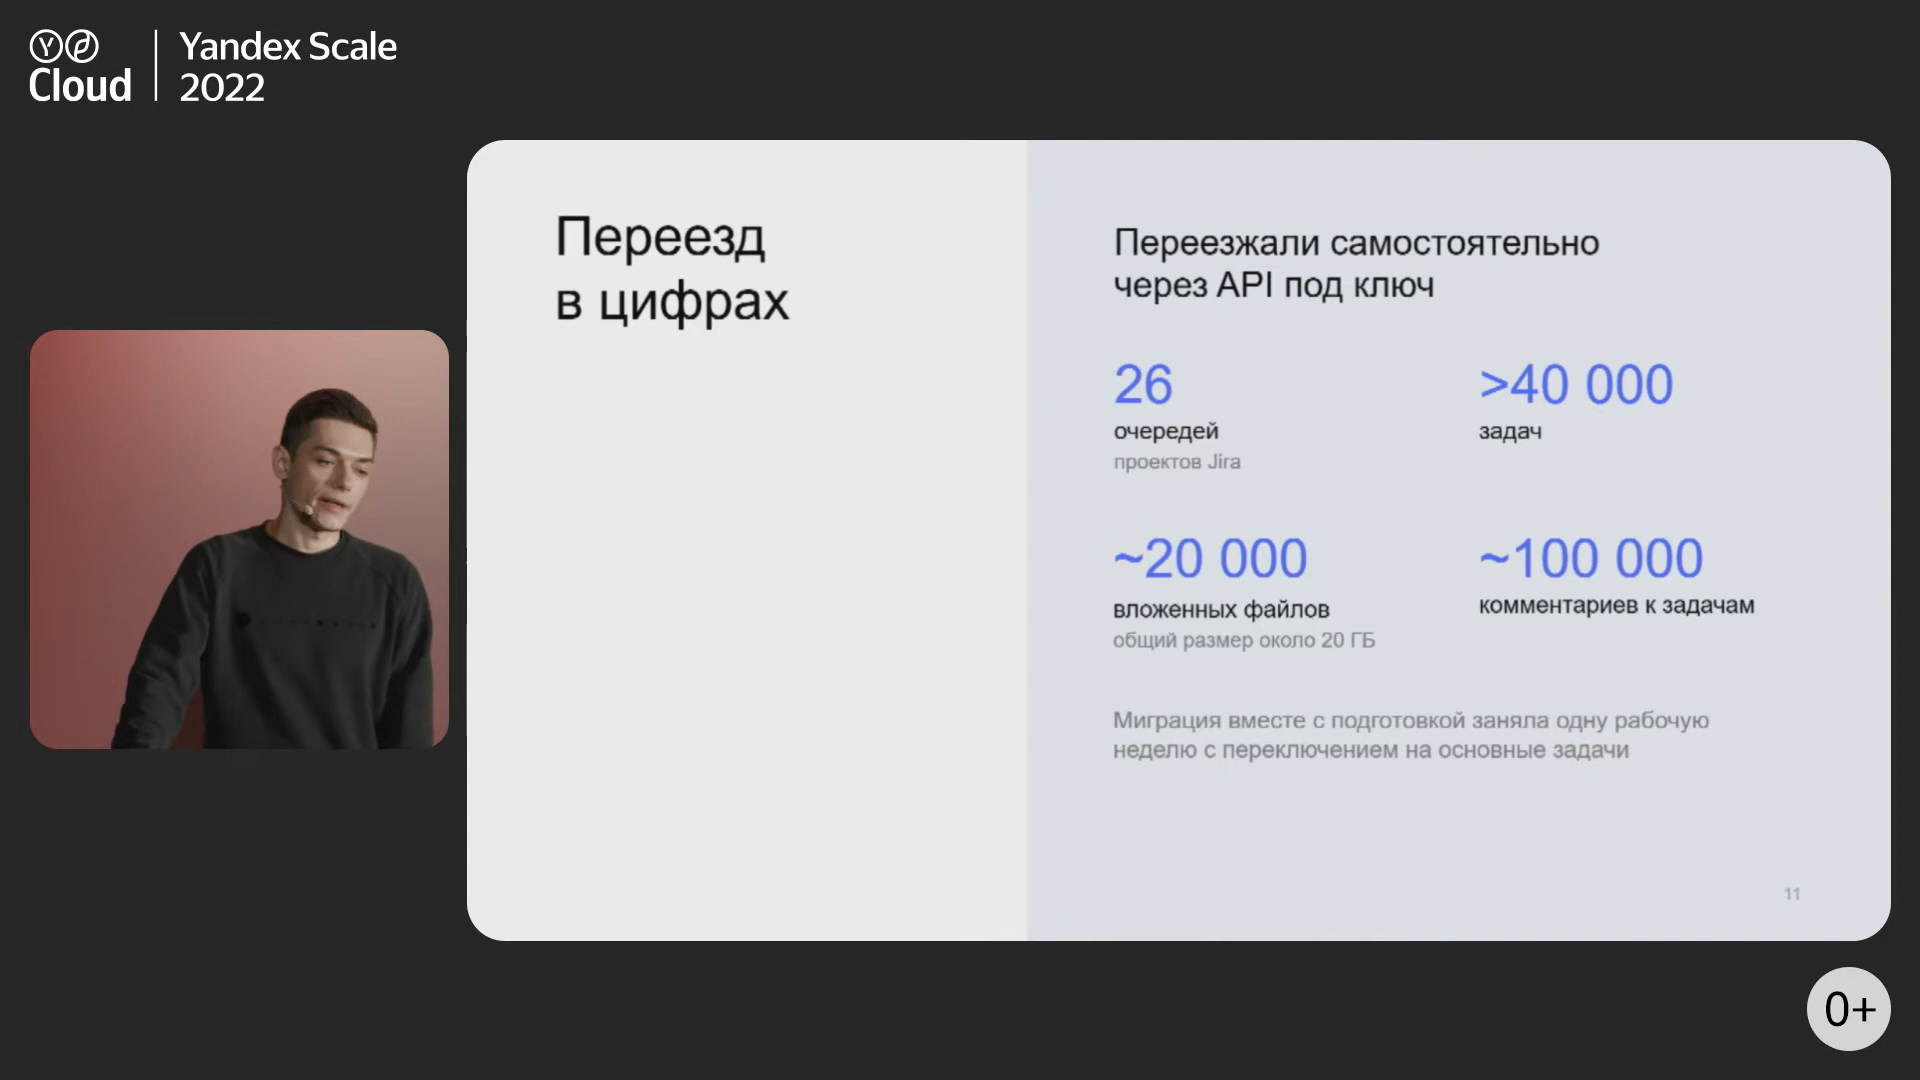 Cloud
Yandex Scale
2022
Переезд
в цифрах
Переезжали самостоятельно
через API под ключ
26
очередей
проектов Jira
>40 000
задач
~20 000
вложенных файлов
общий размер около 20 ГБ
~100 000
комментариев к задачам
Миграция вместе с подготовкой заняла одну рабочую
неделю с переключением на основные задачи
11
0+